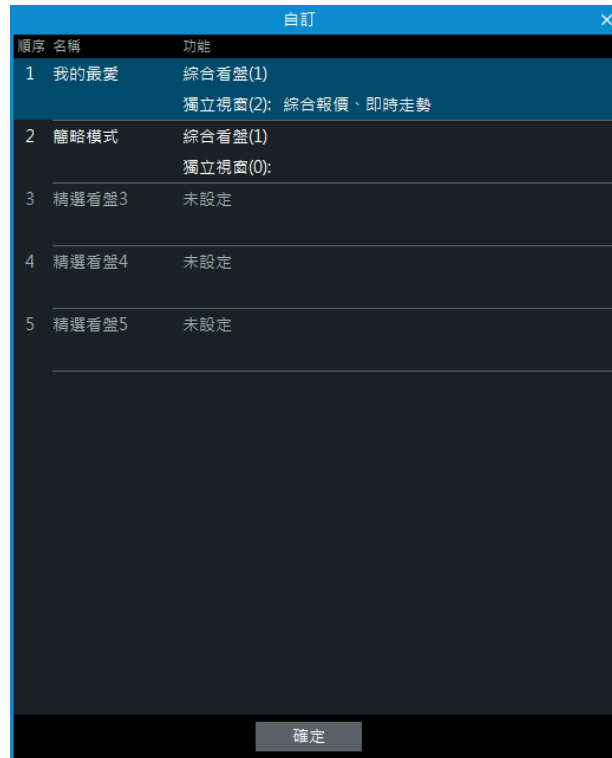 自訂
順序 名稱 功能
1 我的最愛 綜合看盤(1)
獨立視窗(2): 綜合報價、即時走勢
2 簡略模式 綜合看盤(1)
獨立視窗(0):
3 精選看盤3 未設定
4 精選看盤4 未設定
5 精選看盤5 未設定
確定